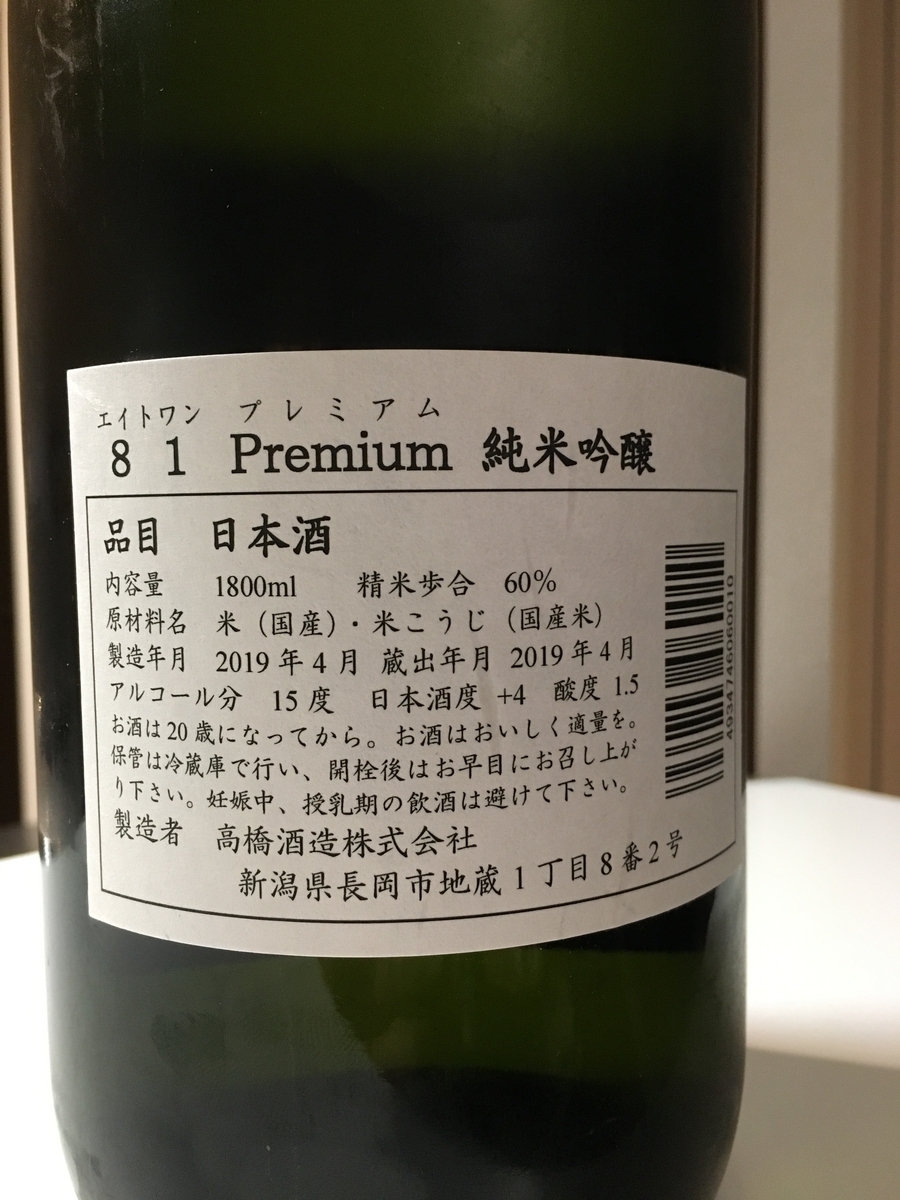 エイトワン プレミアム
81 Premium 純米吟醸
品目 日本酒
内容量 1800ml 精米歩合 60%
原材料名 米（国産）・米こうじ（国産米）
製造年月 2019年4月 蔵出年月 2019年4月
アルコール分 15度 日本酒度 +4 酸度 1.5
お酒は20歳になってから。お酒はおいしく適量を。
保管は冷蔵庫で行い、開栓後はお早目にお召し上が
り下さい。妊娠中、授乳期の飲酒は避けて下さい。
製造者 高橋酒造株式会社
新潟県長岡市地蔵1丁目8番2号
4934746060010